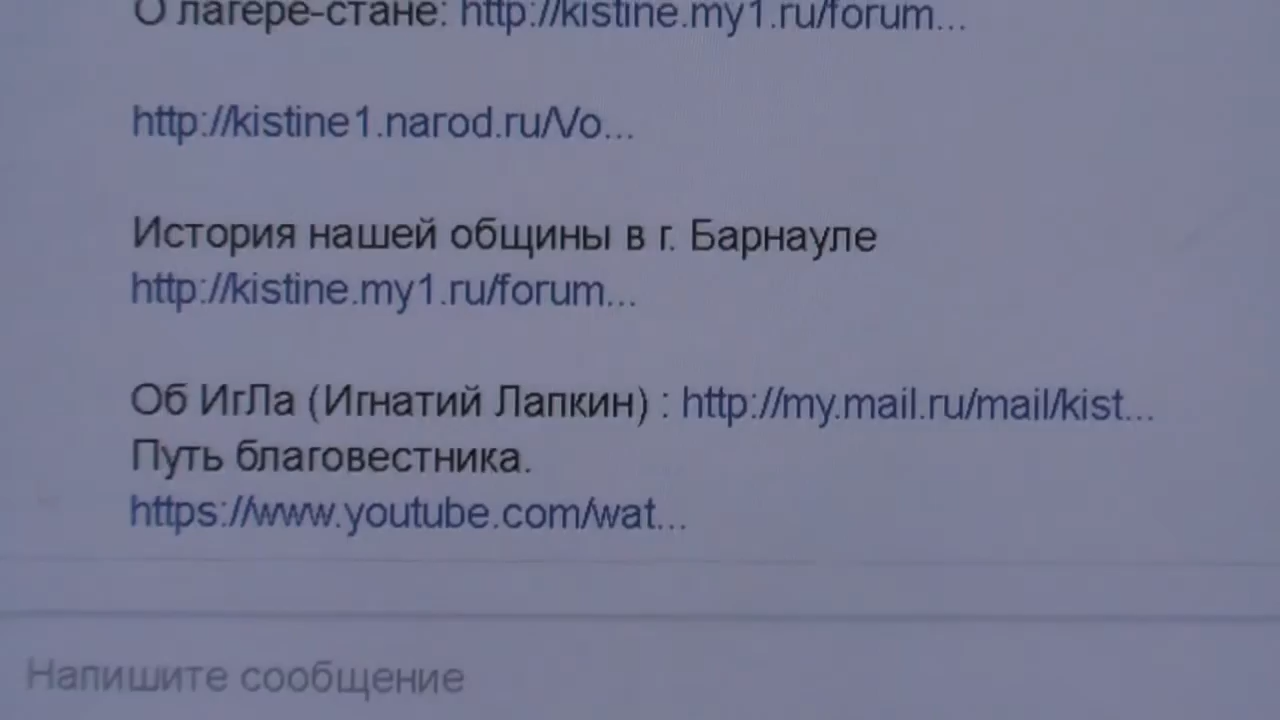 О лагере-стане: http://kistine.my1.ru/forum...
http://kistine1.narod.ru/Vo...
История нашей общины в г. Барнауле
http://kistine.my1.ru/forum...
Об ИгЛа (Игнатий Лапкин) : http://my.mail.ru/mail/kist...
Путь благовестника.
https://www.youtube.com/wat...
Напишите сообщение